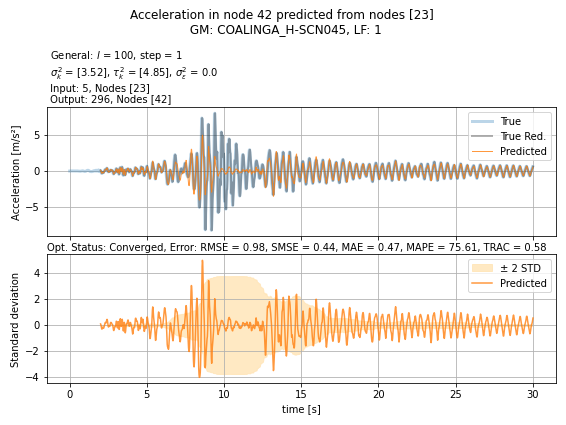 Acceleration in node 42 predicted from nodes [23]
GM: COALINGA_H-SCN045, LF: 1
General: l = 100, step = 1
σ²ₖ = [3.52], τ²ₖ = [4.85], σ²ε = 0.0
Input: 5, Nodes [23]
Output: 296, Nodes [42]
Acceleration [m/s²]
5
0
−5
True
True Red.
Predicted
Opt. Status: Converged, Error: RMSE = 0.98, SMSE = 0.44, MAE = 0.47, MAPE = 75.61, TRAC = 0.58
Standard deviation
4
2
0
−2
−4
± 2 STD
Predicted
0 5 10 15 20 25 30
time [s]